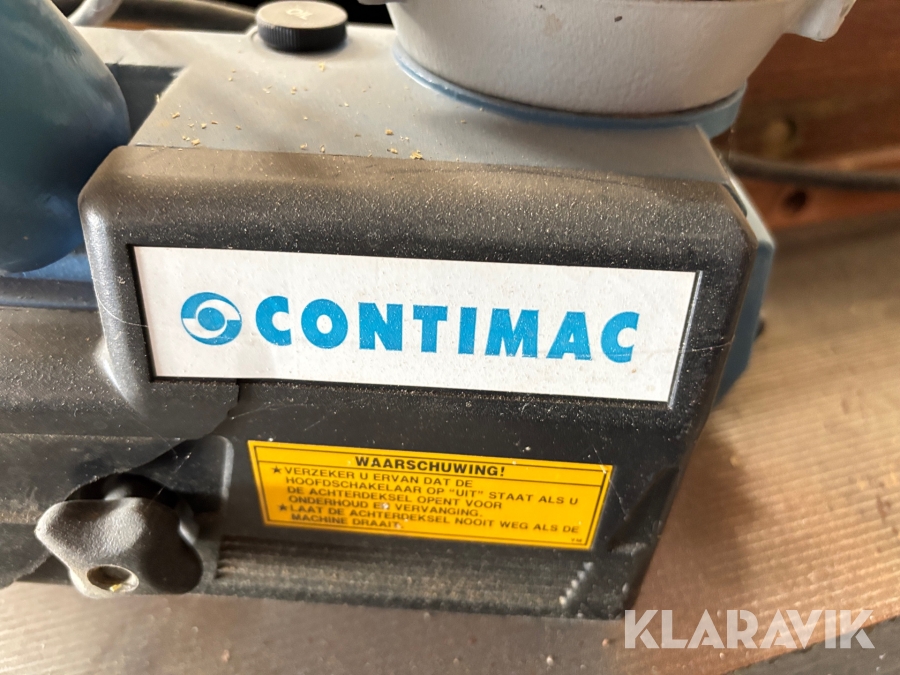 CONTIMAC
WAARSCHUWING!
★VERZEKER U ERVAN DAT DE
HOOFDSCHAKELAAR OP "UIT" STAAT ALS U
DE ACHTERDEKSEL OPENT VOOR
ONDERHOUD EN VERVANGING.
★LAAT DE ACHTERDEKSEL NOOIT WEG ALS DE
MACHINE DRAAIT.
KLARAVIK